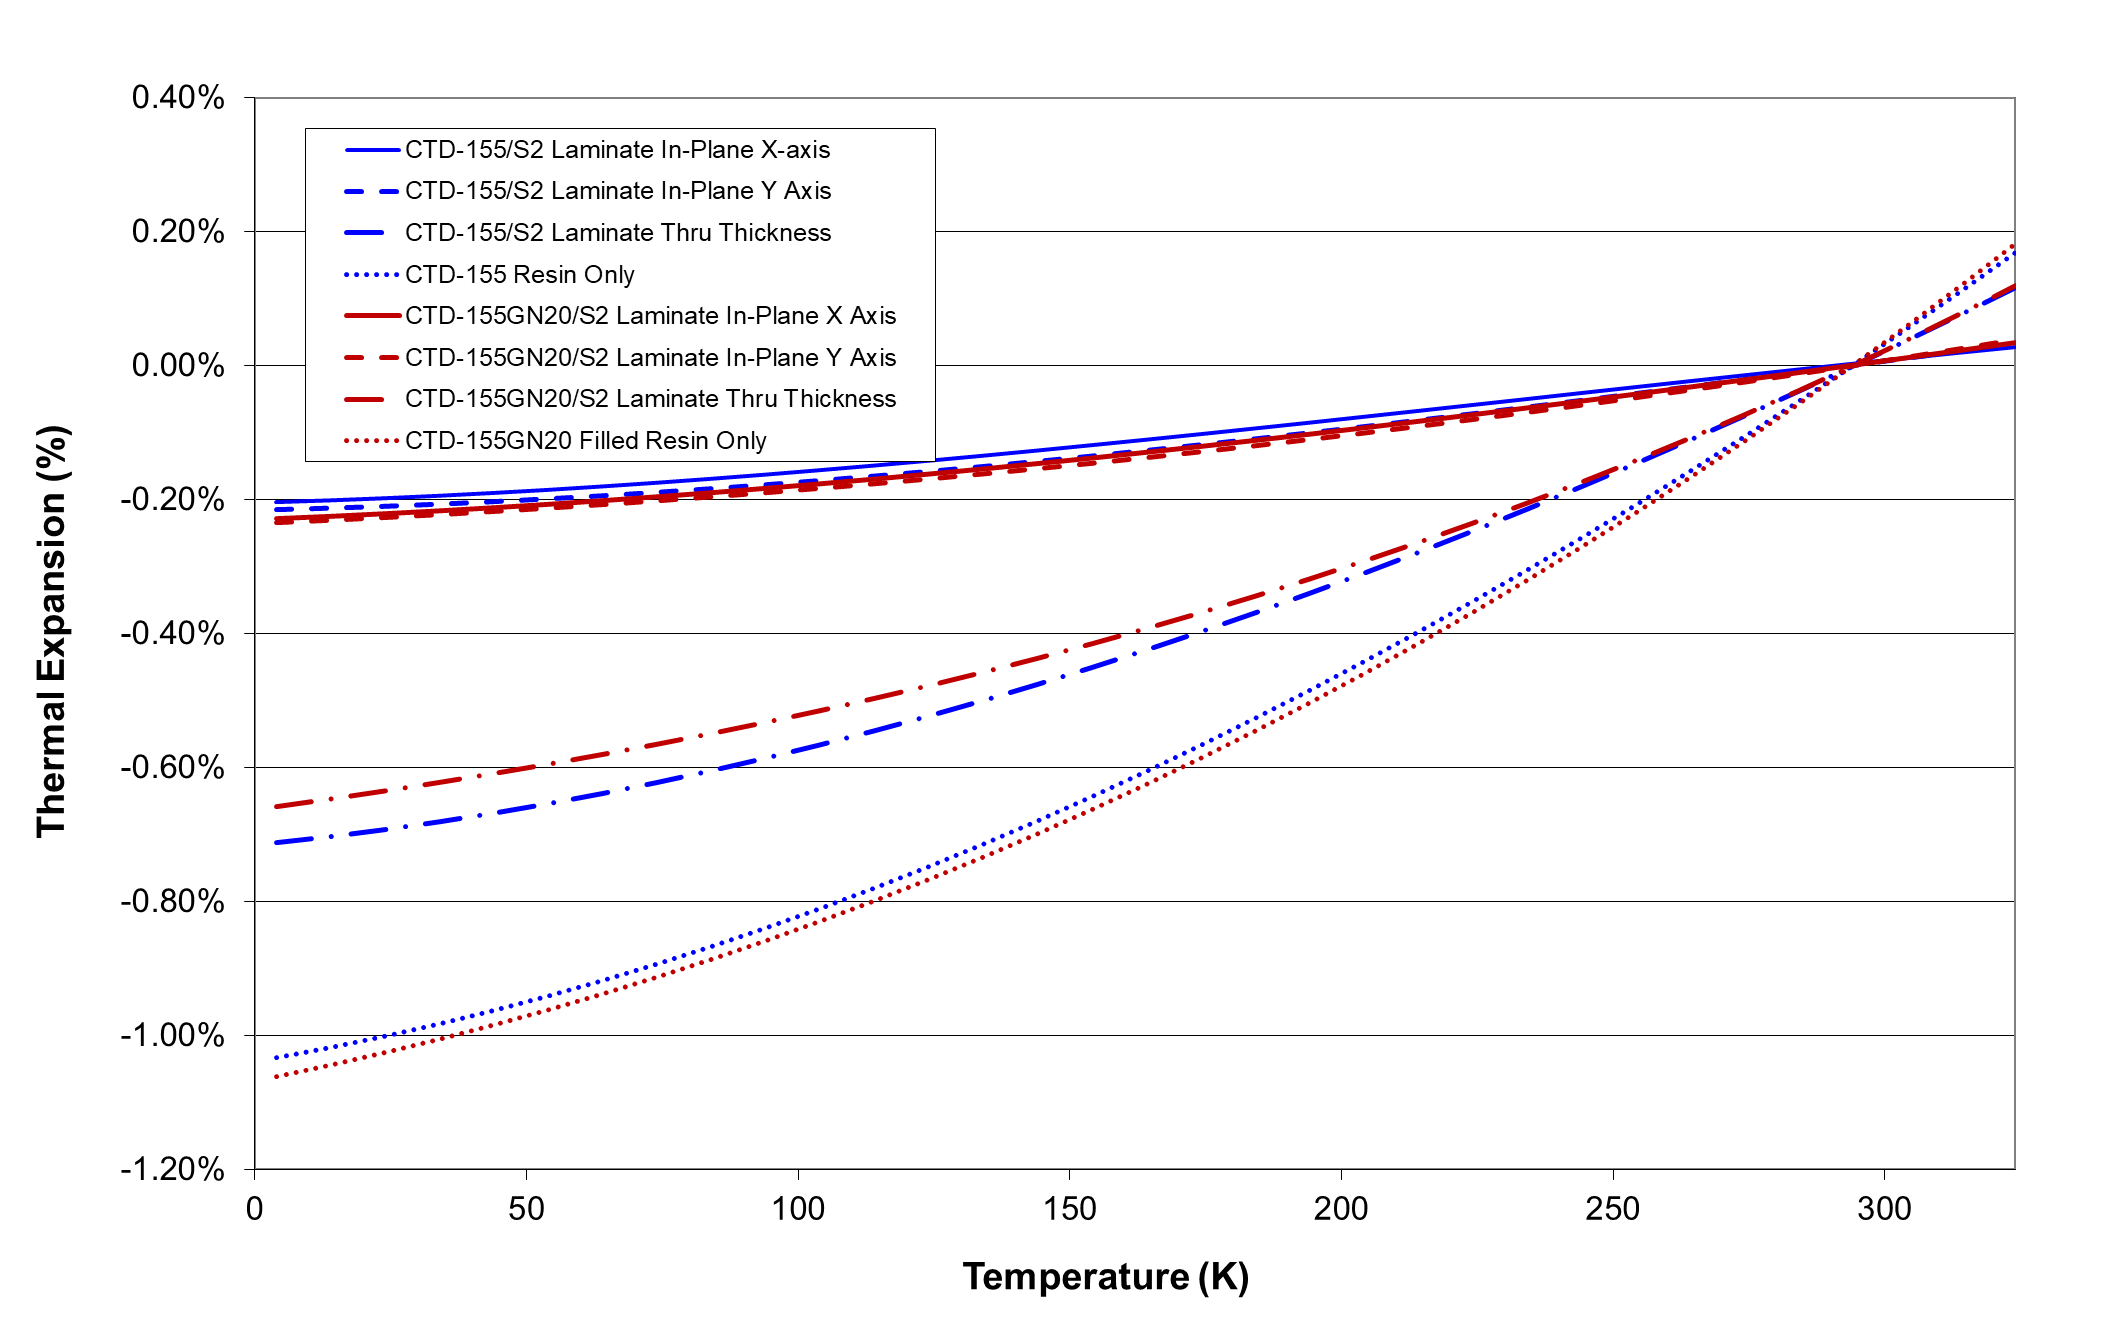 0.40%
0.20%
0.00%
-0.20%
-0.40%
-0.60%
-0.80%
-1.00%
-1.20%
Thermal Expansion (%)
CTD-155/S2 Laminate In-Plane X-axis
CTD-155/S2 Laminate In-Plane Y Axis
CTD-155/S2 Laminate Thru Thickness
CTD-155 Resin Only
CTD-155GN20/S2 Laminate In-Plane X Axis
CTD-155GN20/S2 Laminate In-Plane Y Axis
CTD-155GN20/S2 Laminate Thru Thickness
CTD-155GN20 Filled Resin Only
0 50 100 150 200 250 300
Temperature (K)